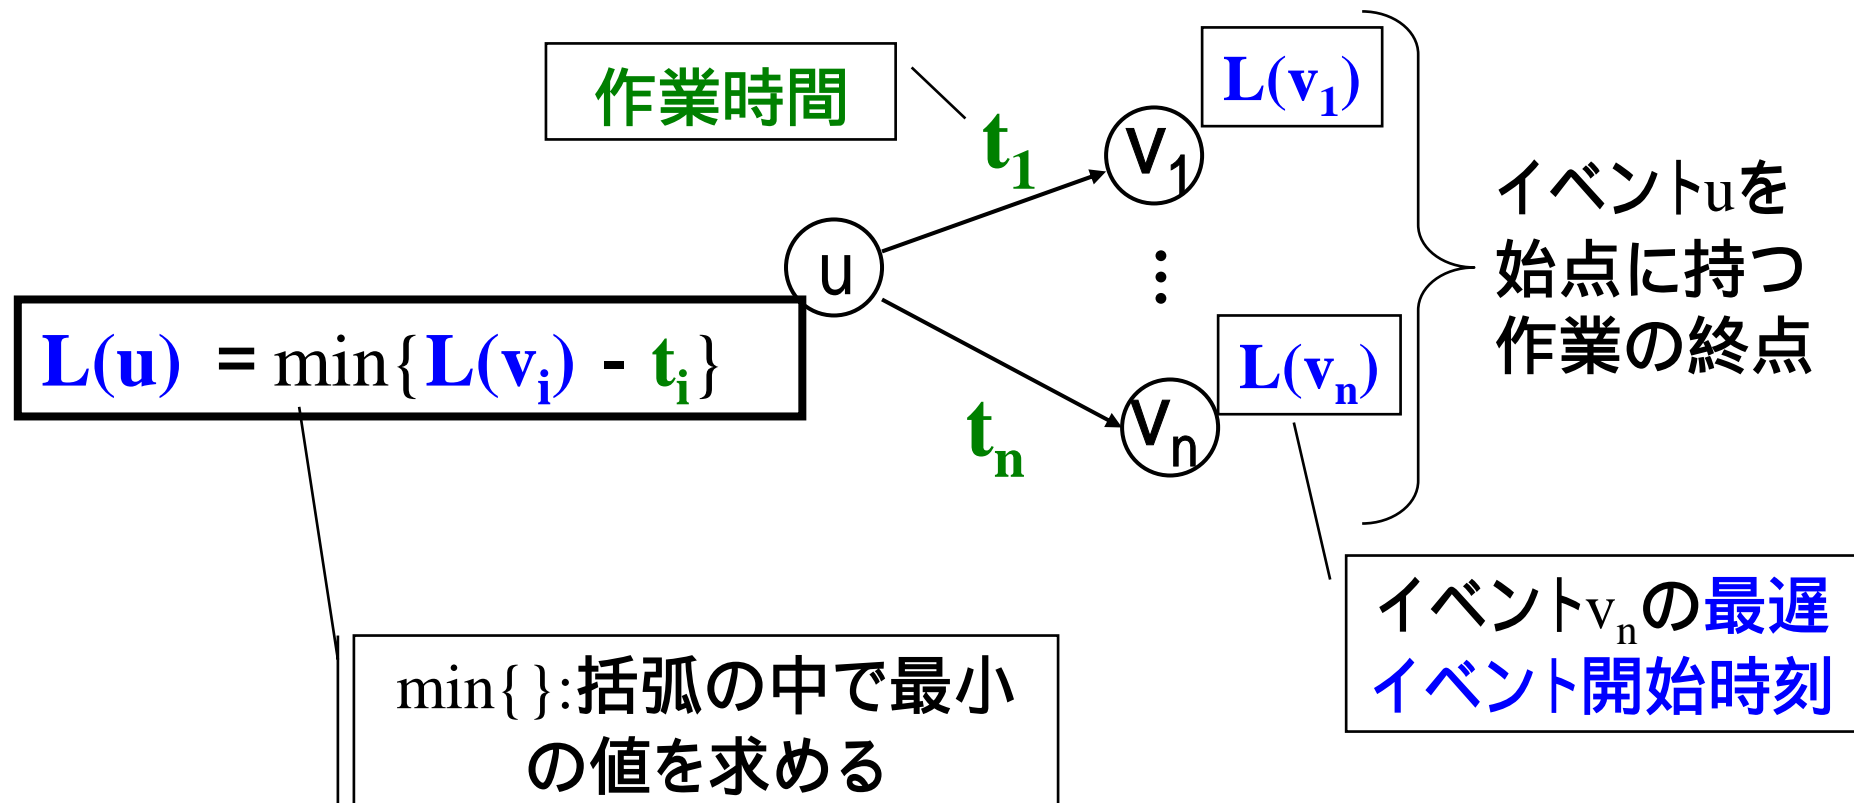 作業時間
t1
v1
L(v1)
u
⋮
イベントuを
始点に持つ
作業の終点
L(u) = min{L(vi) - ti}
tn
vn
L(vn)
イベントvnの最遅
イベント開始時刻
min{ }:括弧の中で最小
の値を求める